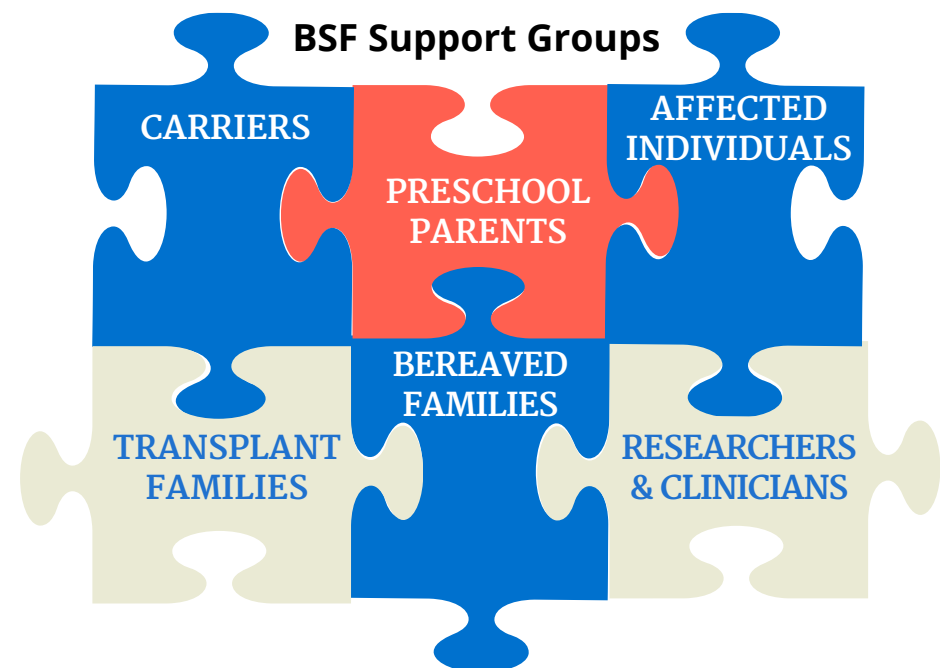 BSF Support Groups
CARRIERS
PRESCHOOL
PARENTS
AFFECTED
INDIVIDUALS
TRANSPLANT
FAMILIES
BEREAVED
FAMILIES
RESEARCHERS
& CLINICIANS